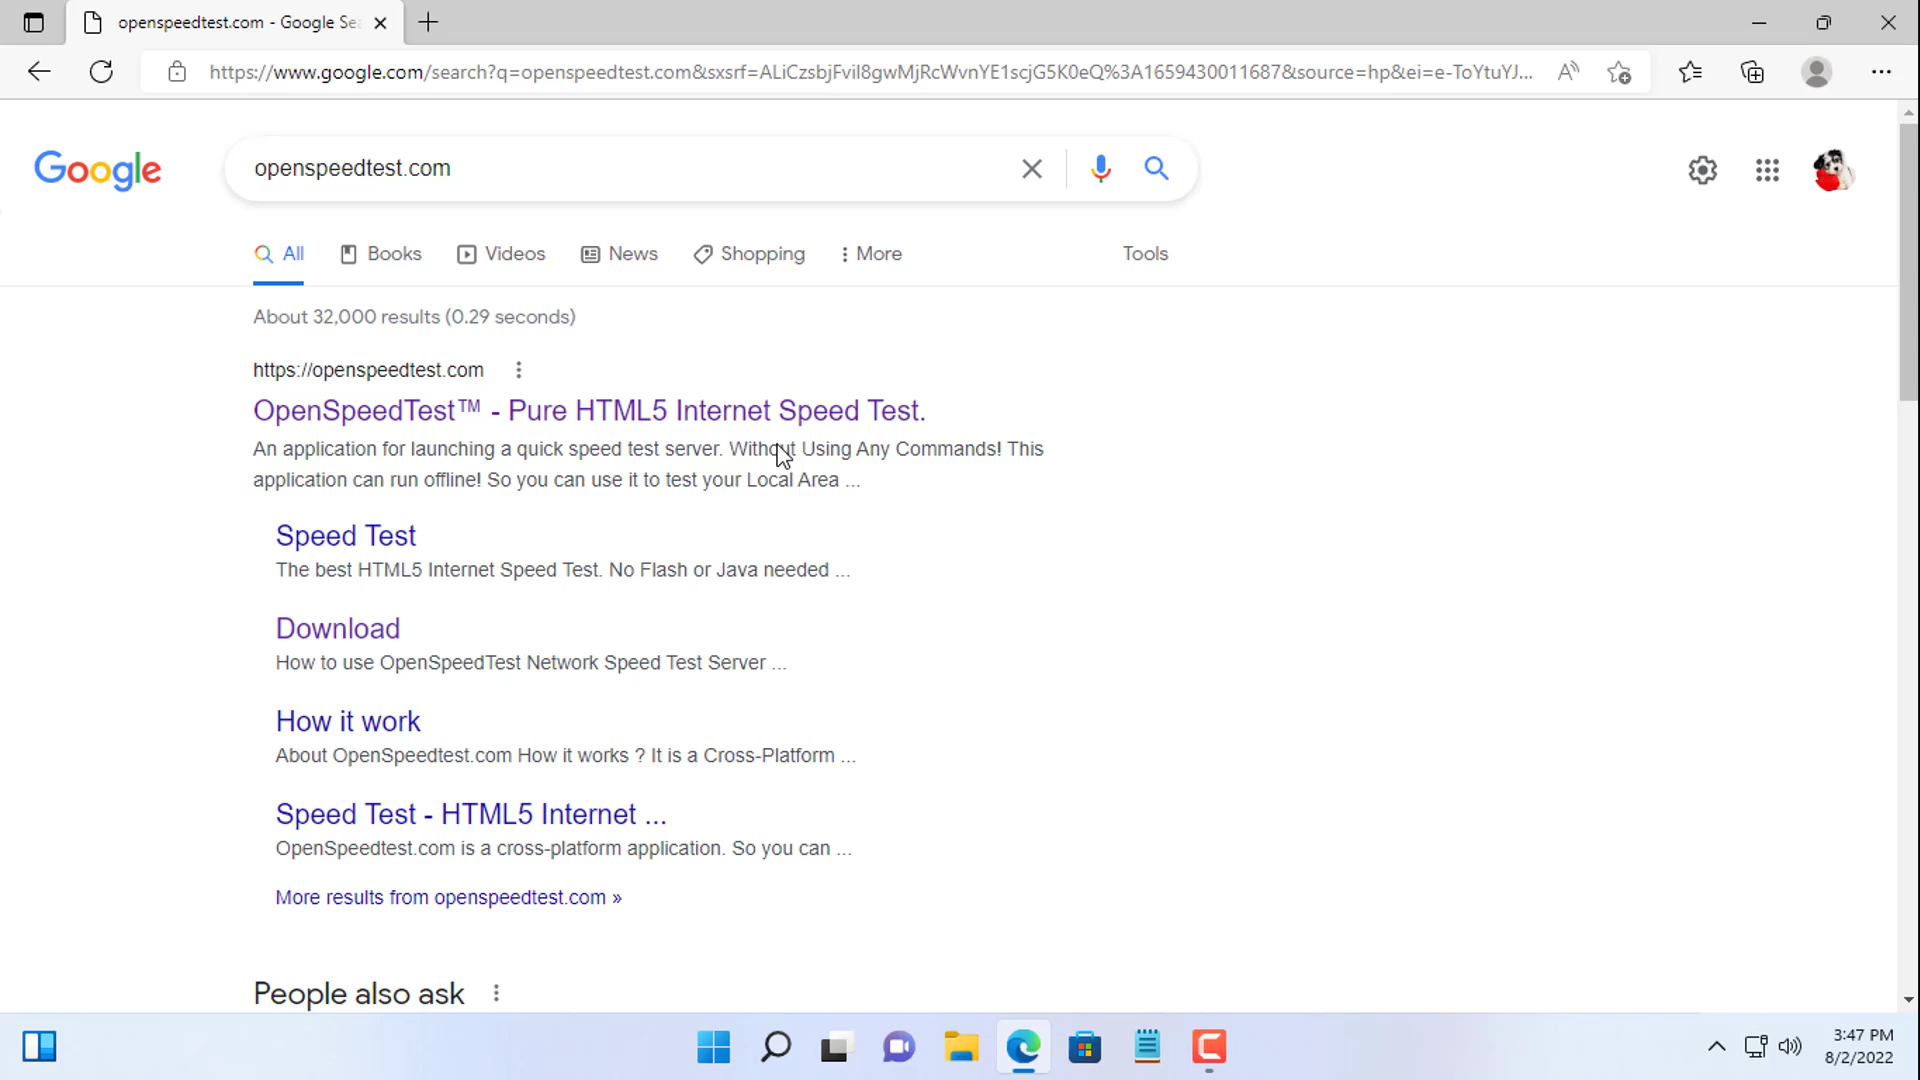 openspeedtest.com - Google Se
https://www.google.com/search?q=openspeedtest.com&sxsrf=ALiCzsbjFvil8gwMjRcWvnYE1scjG5K0eQ%3A1659430011687&source=hp&ei=e-ToYtuYJ...
Google
openspeedtest.com
All Books Videos News Shopping More Tools
About 32,000 results (0.29 seconds)
https://openspeedtest.com
OpenSpeedTest™ - Pure HTML5 Internet Speed Test.
An application for launching a quick speed test server. Without Using Any Commands! This
application can run offline! So you can use it to test your Local Area ...
Speed Test
The best HTML5 Internet Speed Test. No Flash or Java needed ...
Download
How to use OpenSpeedTest Network Speed Test Server ...
How it work
About OpenSpeedtest.com How it works ? It is a Cross-Platform ...
Speed Test - HTML5 Internet ...
OpenSpeedtest.com is a cross-platform application. So you can ...
More results from openspeedtest.com »
People also ask
3:47 PM
8/2/2022